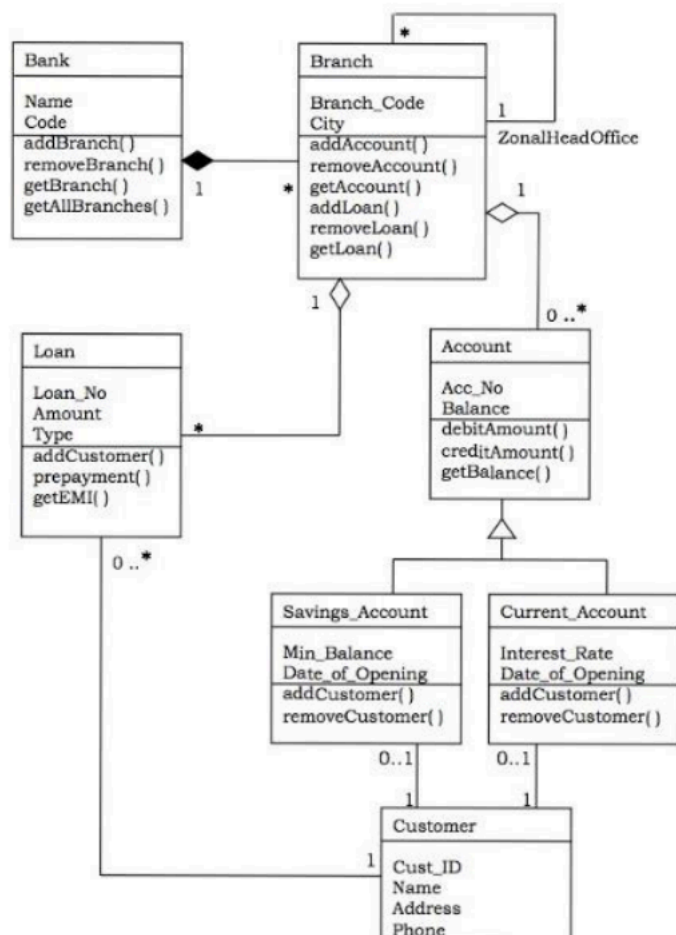 Bank
Name
Code
addBranch()
removeBranch()
getBranch()
getAllBranches()
1
*
Branch
Branch_Code
City
addAccount()
removeAccount()
getAccount()
addLoan()
removeLoan()
getLoan()
*
1
ZonalHeadOffice
1
0..*
1
*
Loan
Loan_No
Amount
Type
addCustomer()
prepayment()
getEMI()
0..*
Account
Acc_No
Balance
debitAmount()
creditAmount()
getBalance()
Savings_Account
Min_Balance
Date_of_Opening
addCustomer()
removeCustomer()
0..1
1
Current_Account
Interest_Rate
Date_of_Opening
addCustomer()
removeCustomer()
0..1
1
1
Customer
Cust_ID
Name
Address
Phone